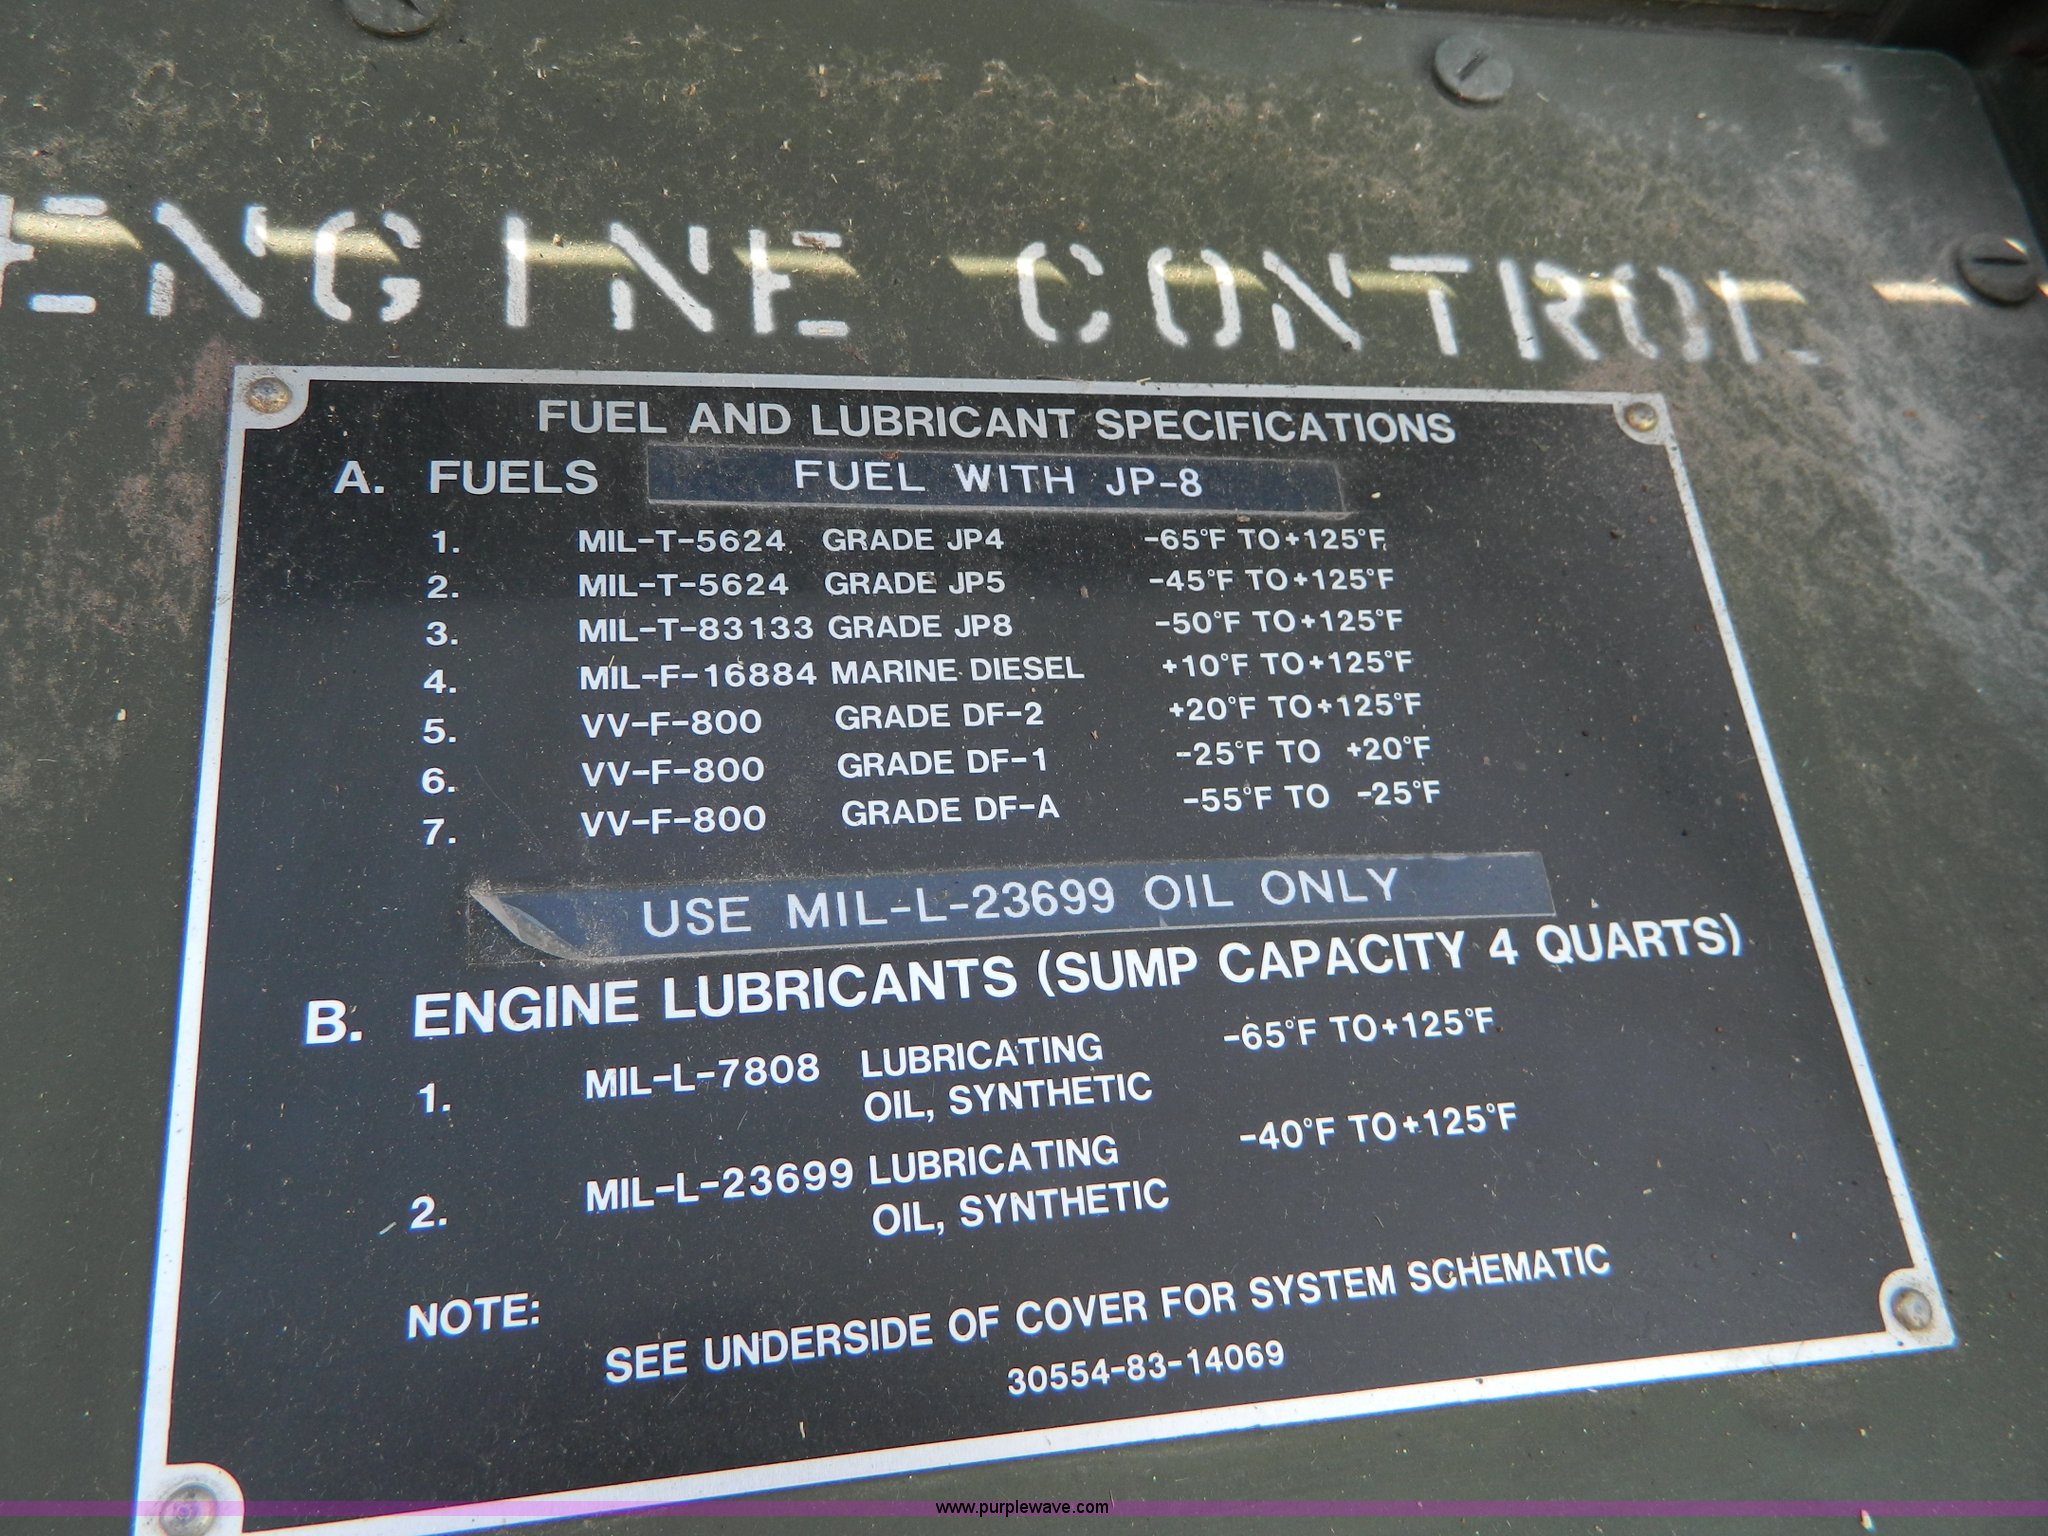 ENGINE CONTROL
FUEL AND LUBRICANT SPECIFICATIONS
A. FUELS FUEL WITH JP-8
1. MIL-T-5624 GRADE JP4 -65°F TO+125°F
2. MIL-T-5624 GRADE JP5 -45°F TO+125°F
3. MIL-T-83133 GRADE JP8 -50°F TO+125°F
4. MIL-F-16884 MARINE DIESEL +10°F TO+125°F
5. VV-F-800 GRADE DF-2 +20°F TO+125°F
6. VV-F-800 GRADE DF-1 -25°F TO +20°F
7. VV-F-800 GRADE DF-A -55°F TO -25°F
USE MIL-L-23699 OIL ONLY
B. ENGINE LUBRICANTS (SUMP CAPACITY 4 QUARTS)
1. MIL-L-7808 LUBRICATING -65°F TO+125°F
OIL, SYNTHETIC
2. MIL-L-23699 LUBRICATING -40°F TO+125°F
OIL, SYNTHETIC
NOTE:
SEE UNDERSIDE OF COVER FOR SYSTEM SCHEMATIC
30554-83-14069
www.purplewave.com